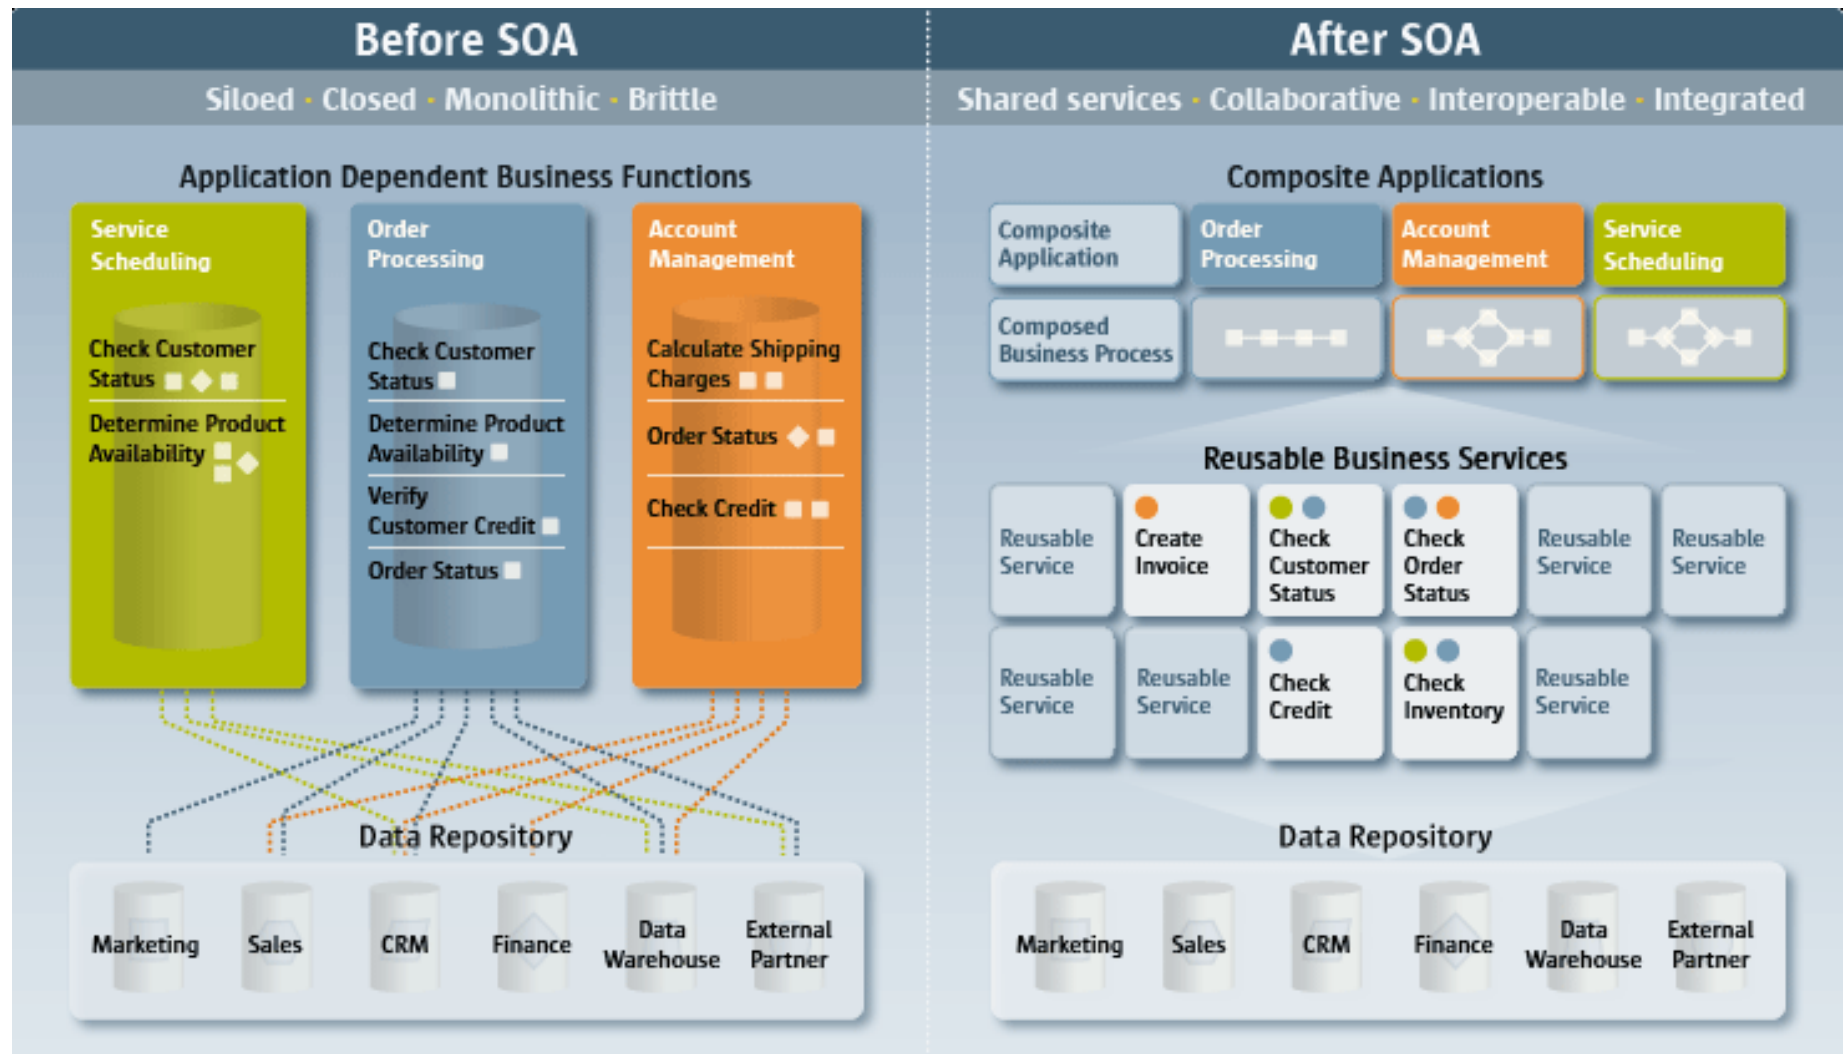 Before SOA
Siloed · Closed · Monolithic · Brittle
Application Dependent Business Functions
Service
Scheduling
Check Customer
Status
Determine Product
Availability
Order
Processing
Check Customer
Status
Determine Product
Availability
Verify
Customer Credit
Order Status
Account
Management
Calculate Shipping
Charges
Order Status
Check Credit
Data Repository
Marketing
Sales
CRM
Finance
Data
Warehouse
External
Partner
After SOA
Shared services · Collaborative · Interoperable · Integrated
Composite Applications
Composite
Application
Order
Processing
Account
Management
Service
Scheduling
Composed
Business Process
Reusable Business Services
Reusable
Service
Create
Invoice
Check
Customer
Status
Check
Order
Status
Reusable
Service
Reusable
Service
Reusable
Service
Reusable
Service
Check
Credit
Check
Inventory
Reusable
Service
Data Repository
Marketing
Sales
CRM
Finance
Data
Warehouse
External
Partner